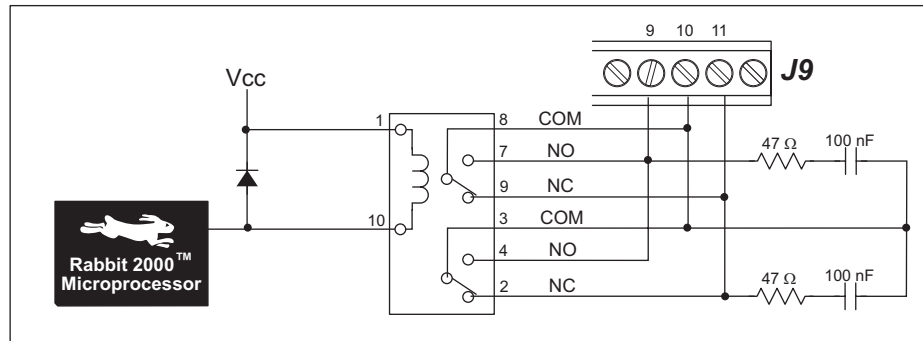 9 10 11
J9
Vcc
1
8 COM
47 Ω 100 nF
7 NO
9 NC
10
3 COM
4 NO
Rabbit 2000™
Microprocessor
47 Ω 100 nF
2 NC